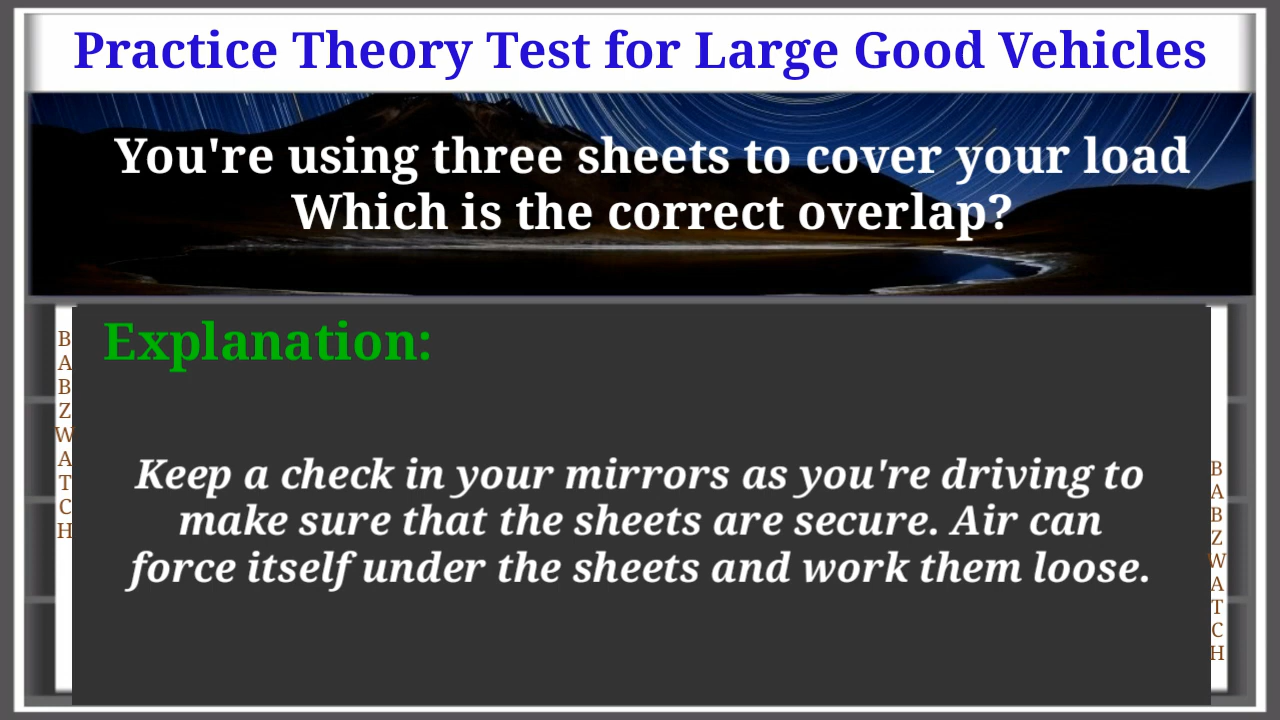 Practice Theory Test for Large Good Vehicles
You're using three sheets to cover your load
Which is the correct overlap?
Explanation:
Keep a check in your mirrors as you're driving to
make sure that the sheets are secure. Air can
force itself under the sheets and work them loose.
BABZWATCH
BABZWATCH